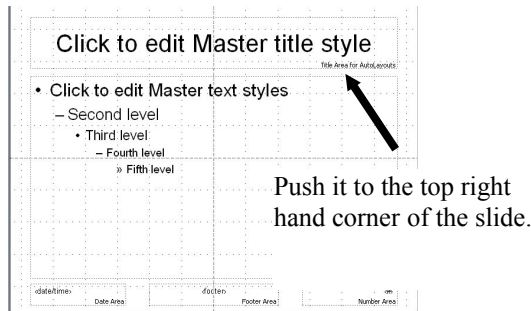 Click to edit Master title style
Title Area for AutoLayouts
• Click to edit Master text styles
– Second level
• Third level
– Fourth level
» Fifth level
Push it to the top right
hand corner of the slide.
‹date/time›
Date Area
‹footer›
Footer Area
‹#›
Number Area